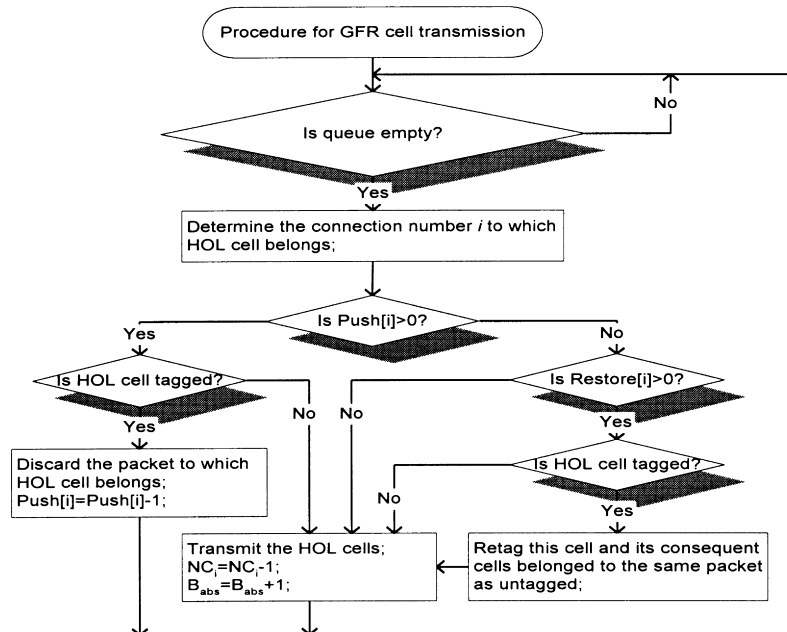 Procedure for GFR cell transmission
Is queue empty?
No
Yes
Determine the connection number i to which
HOL cell belongs;
Is Push[i]>0?
Yes
No
Is HOL cell tagged?
Is Restore[i]>0?
No
No
Yes
Yes
Discard the packet to which
HOL cell belongs;
Push[i]=Push[i]-1;
Is HOL cell tagged?
No
Yes
Transmit the HOL cells;
NCi=NCi-1;
Babs=Babs+1;
Retag this cell and its consequent
cells belonged to the same packet
as untagged;